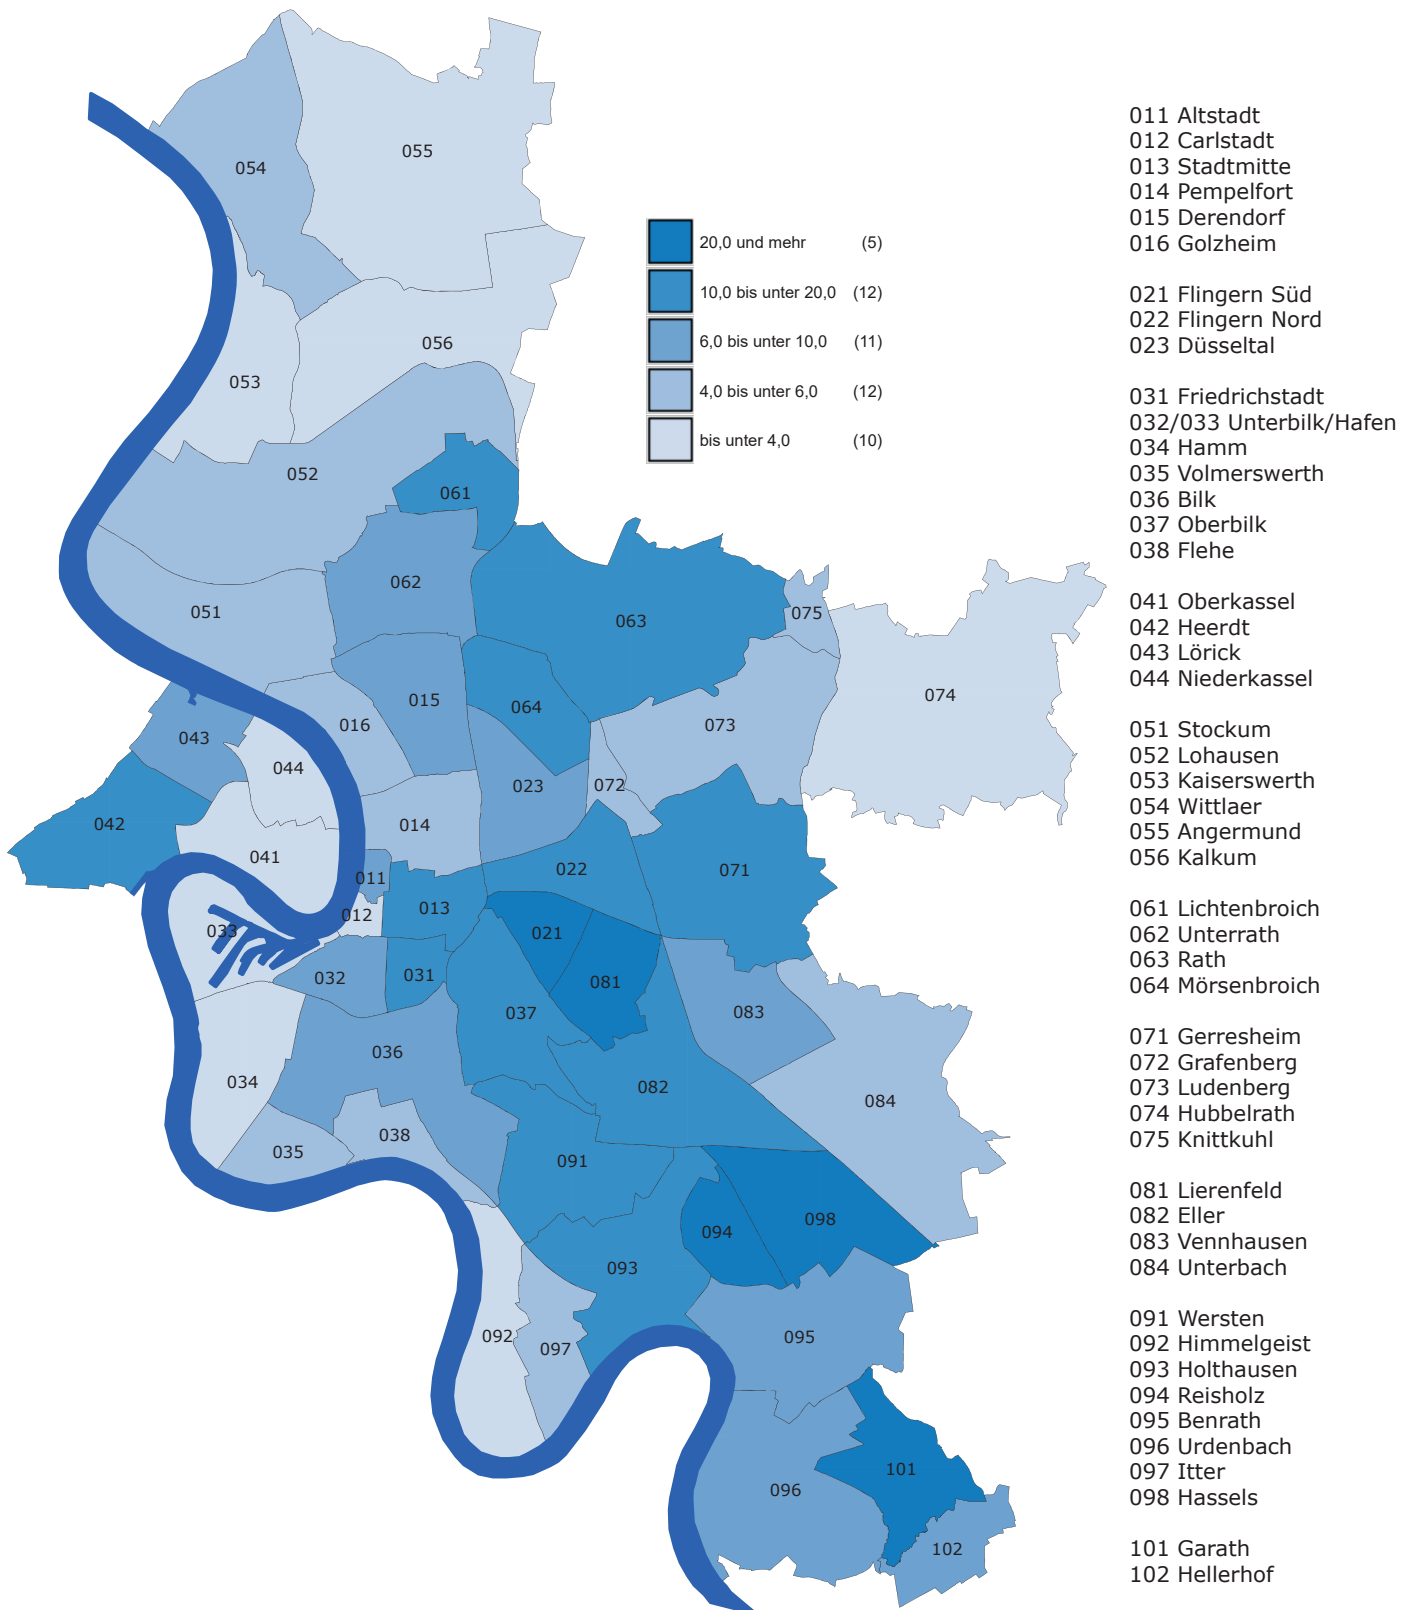 055
054
056
053
052
061
062
051
063
075
074
073
015
064
016
043
044
023
072
014
042
041
022
071
011
013
012
033
021
032
031
081
037
083
036
034
082
084
038
035
091
094
098
093
092
097
095
101
096
102
20,0 und mehr (5)
10,0 bis unter 20,0 (12)
6,0 bis unter 10,0 (11)
4,0 bis unter 6,0 (12)
bis unter 4,0 (10)
011 Altstadt
012 Carlstadt
013 Stadtmitte
014 Pempelfort
015 Derendorf
016 Golzheim
021 Flingern Süd
022 Flingern Nord
023 Düsseltal
031 Friedrichstadt
032/033 Unterbilk/Hafen
034 Hamm
035 Volmerswerth
036 Bilk
037 Oberbilk
038 Flehe
041 Oberkassel
042 Heerdt
043 Lörick
044 Niederkassel
051 Stockum
052 Lohausen
053 Kaiserswerth
054 Wittlaer
055 Angermund
056 Kalkum
061 Lichtenbroich
062 Unterrath
063 Rath
064 Mörsenbroich
071 Gerresheim
072 Grafenberg
073 Ludenberg
074 Hubbelrath
075 Knittkuhl
081 Lierenfeld
082 Eller
083 Vennhausen
084 Unterbach
091 Wersten
092 Himmelgeist
093 Holthausen
094 Reisholz
095 Benrath
096 Urdenbach
097 Itter
098 Hassels
101 Garath
102 Hellerhof